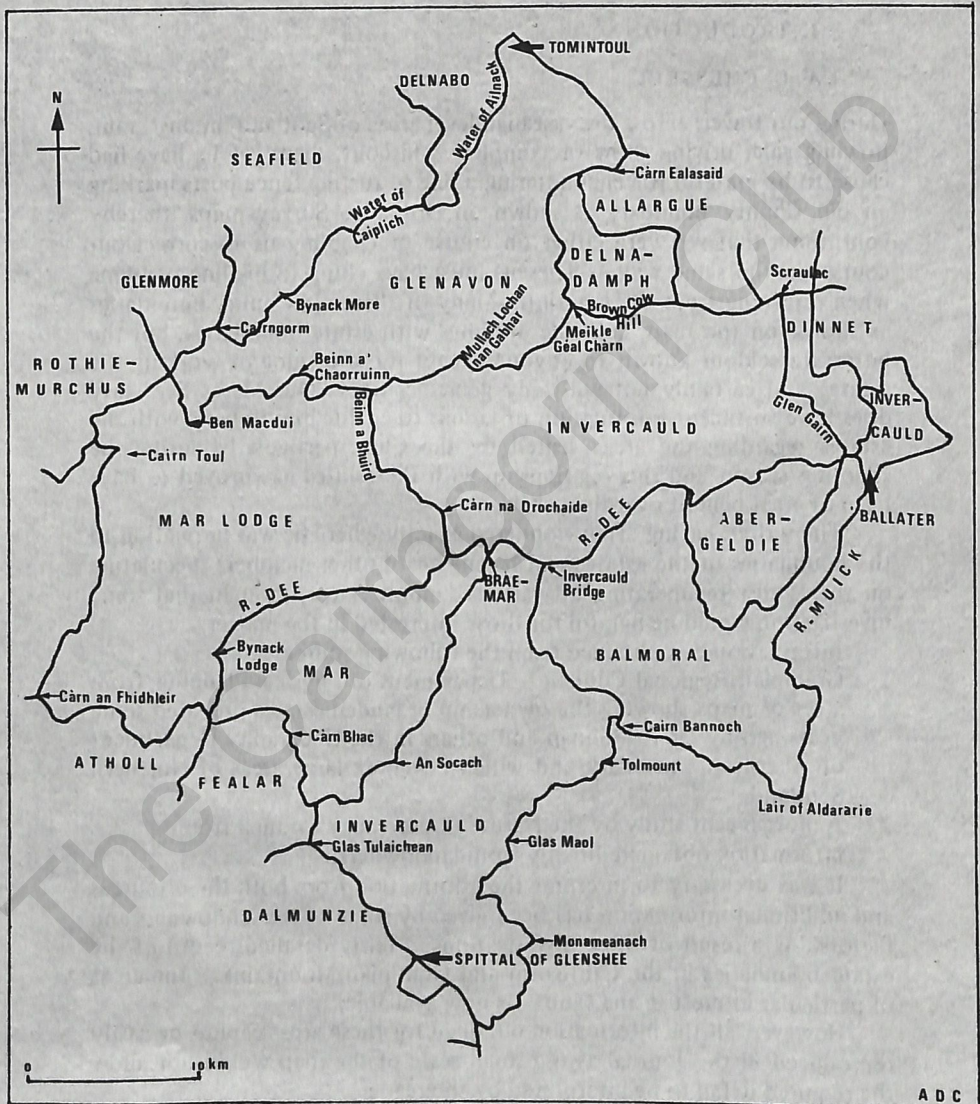 TOMINTOUL
DELNABO
N
Water of Ailnack
SEAFIELD
Càrn Ealasaid
ALLARGUE
Water of
Caiplich
DELNA-
DAMPH
GLENMORE
GLENAVON
Scraulac
Bynack More
Brown Cow
Hill
Cairngorm
Mullach Lochan
nan Gabhar
Meikle
Géal Chàrn
DINNET
ROTHIE-
MURCHUS
Beinn a'
Chaorruinn
INVER-
CAULD
Ben Macdui
Beinn a Bhuird
INVERCAULD
Glen Gairn
Cairn Toul
Càrn na Drochaide
MAR LODGE
R. DEE
ABER-
GELDIE
BALLATER
BRAE-
MAR
Invercauld
Bridge
R. DEE
R. MUICK
Bynack
Lodge
MAR
BALMORAL
Càrn an Fhidhleir
Càrn Bhac
Cairn Bannoch
ATHOLL
An Socach
Tolmount
FEALAR
Lair of Aldararie
INVERCAULD
Glas Tulaichean
Glas Maol
DALMUNZIE
Monameanach
SPITTAL OF GLENSHEE
0 10 km
ADC
The Cairngorm Club